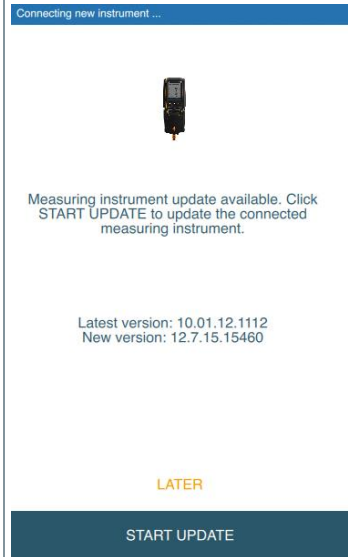 Connecting new instrument ...
Measuring instrument update available. Click
START UPDATE to update the connected
measuring instrument.
Latest version: 10.01.12.1112
New version: 12.7.15.15460
LATER
START UPDATE